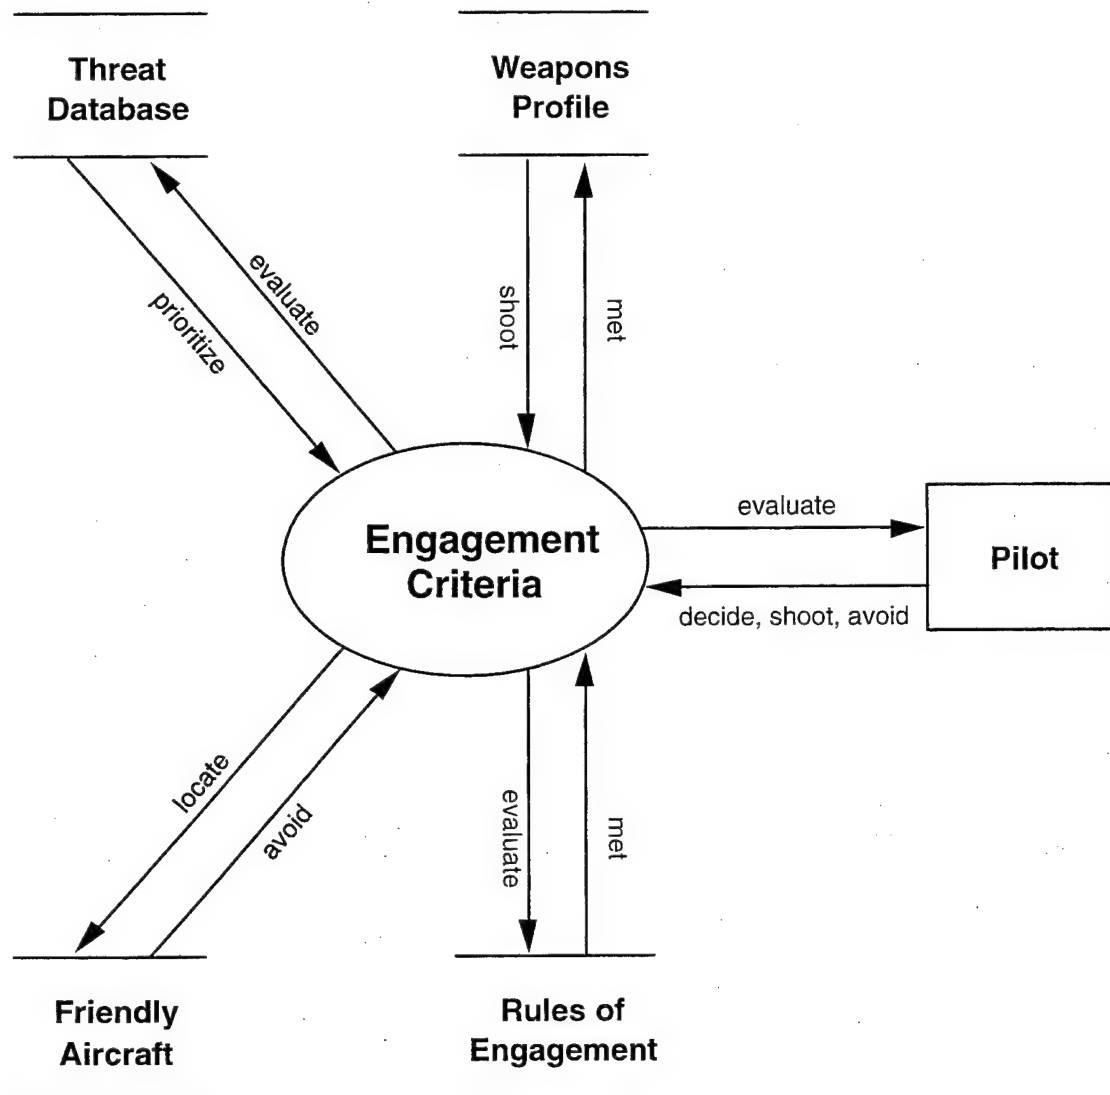 Threat
Database
Weapons
Profile
evaluate
prioritize
shoot
met
Engagement
Criteria
evaluate
Pilot
decide, shoot, avoid
locate
avoid
evaluate
met
Friendly
Aircraft
Rules of
Engagement